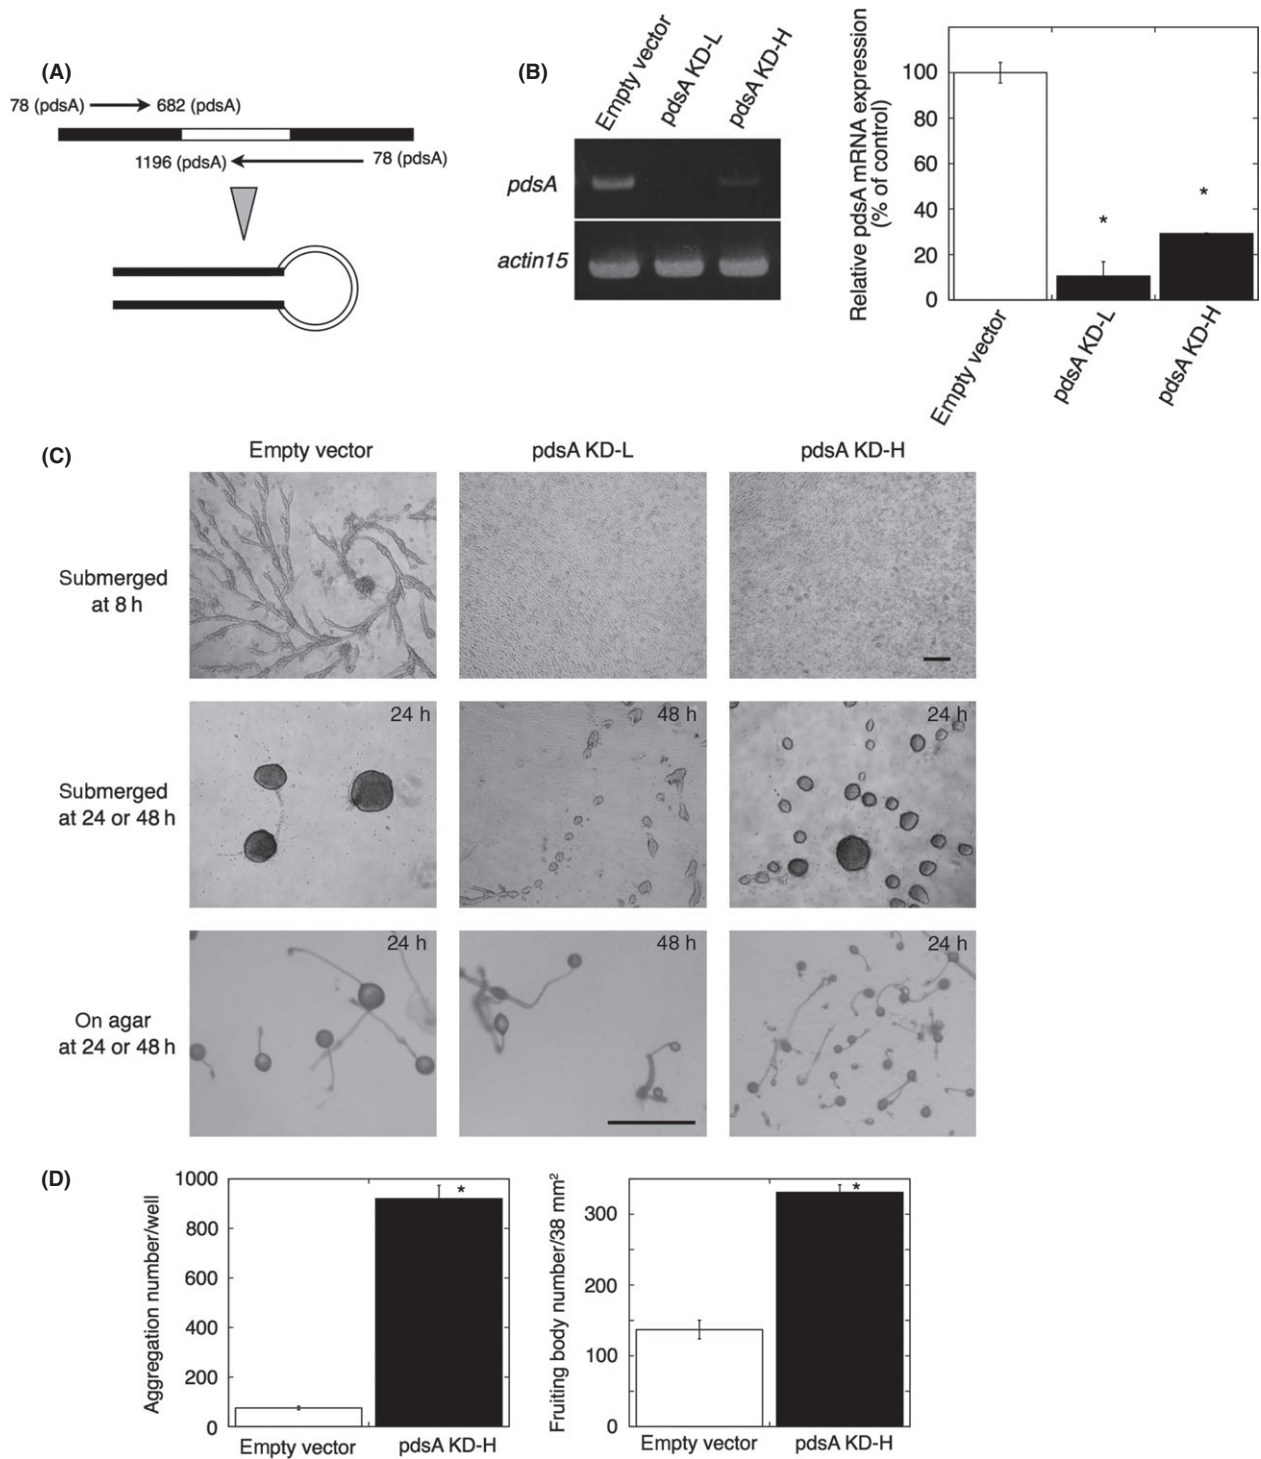 (A)
78 (pdsA) 682 (pdsA)
1196 (pdsA) 78 (pdsA)
(B)
Empty vector
pdsA KD-L
pdsA KD-H
pdsA
actin15
Relative pdsA mRNA expression
(% of control)
100
80
60
40
20
0
*
*
Empty vector
pdsA KD-L
pdsA KD-H
(C)
Empty vector pdsA KD-L pdsA KD-H
Submerged
at 8 h
Submerged
at 24 or 48 h
24 h 48 h 24 h
On agar
at 24 or 48 h
24 h 48 h 24 h
(D)
Aggregation number/well
1000
800
600
400
200
0
*
Empty vector pdsA KD-H
Fruiting body number/38 mm²
300
200
100
0
*
Empty vector pdsA KD-H